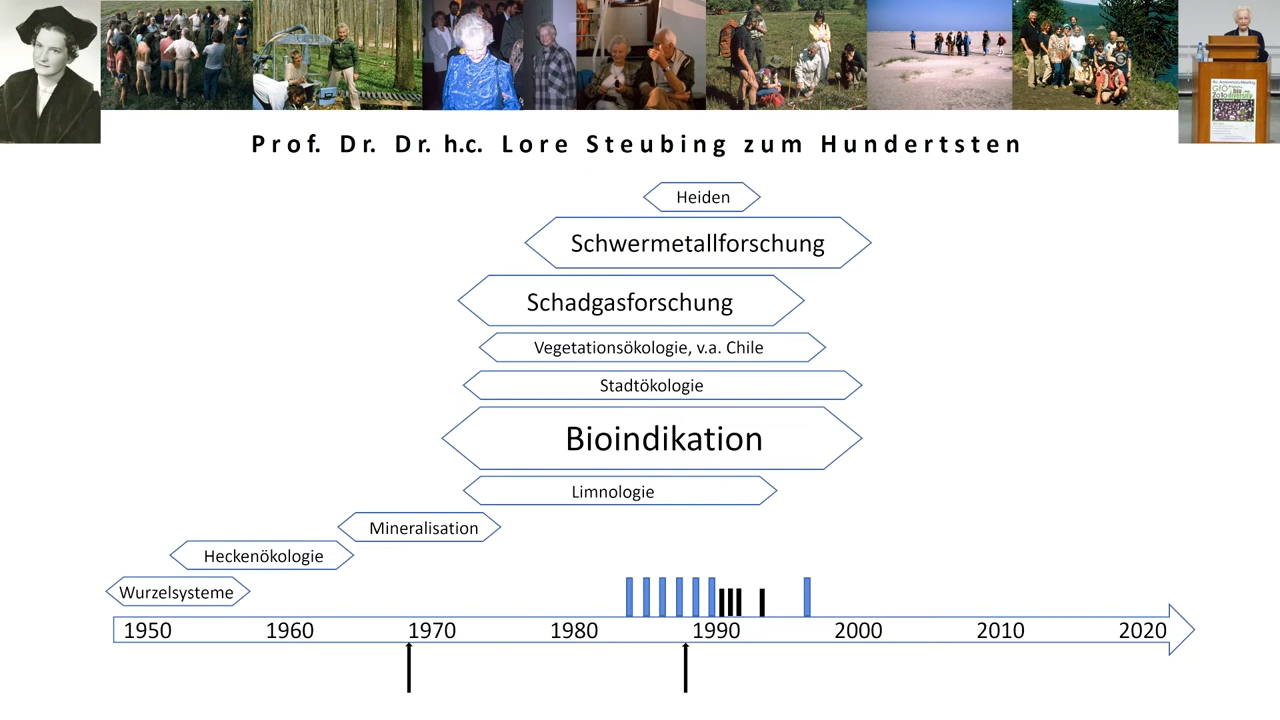 Prof. Dr. Dr. h.c. Lore Steubing zum Hundertsten
Heiden
Schwermetallforschung
Schadgasforschung
Vegetationsökologie, v.a. Chile
Stadtökologie
Bioindikation
Limnologie
Mineralisation
Heckenökologie
Wurzelsysteme
1950 1960 1970 1980 1990 2000 2010 2020